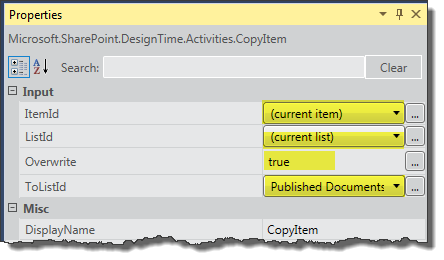 Properties
Microsoft.SharePoint.DesignTime.Activities.CopyItem
A Z Search: Clear
Input
ItemId (current item) ...
ListId (current list) ...
Overwrite true ...
ToListId Published Documents ...
Misc
DisplayName CopyItem